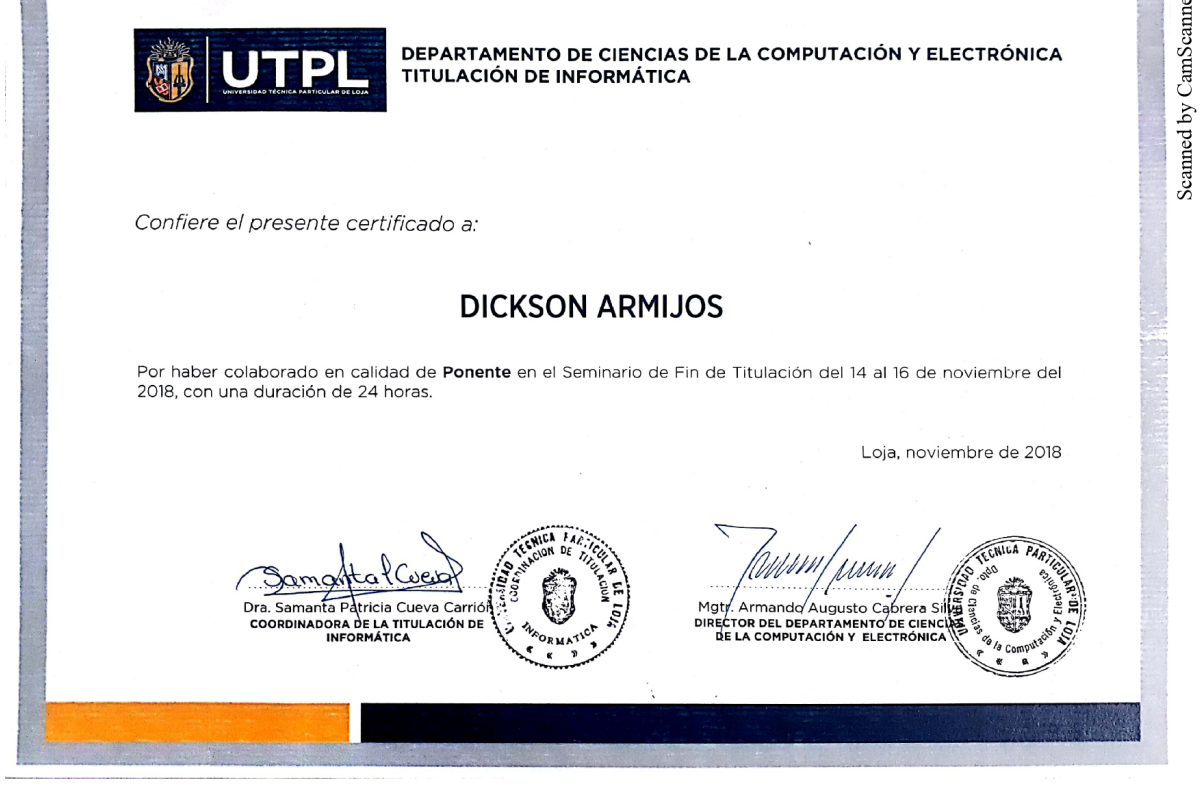 UTPL
UNIVERSIDAD TÉCNICA PARTICULAR DE LOJA
DEPARTAMENTO DE CIENCIAS DE LA COMPUTACIÓN Y ELECTRÓNICA
TITULACIÓN DE INFORMÁTICA
Confiere el presente certificado a:
DICKSON ARMIJOS
Por haber colaborado en calidad de Ponente en el Seminario de Fin de Titulación del 14 al 16 de noviembre del
2018, con una duración de 24 horas.
Loja, noviembre de 2018
Samanta P Cueva
Dra. Samanta Patricia Cueva Carrión
COORDINADORA DE LA TITULACIÓN DE
INFORMÁTICA
UNIVERSIDAD TECNICA PARTICULAR DE LOJA
COORDINACION DE TITULACION
INFORMATICA
Mgtr. Armando Augusto Cabrera Silva
DIRECTOR DEL DEPARTAMENTO DE CIENCIAS
DE LA COMPUTACIÓN Y ELECTRÓNICA
UNIVERSIDAD TECNICA PARTICULAR DE LOJA
Dpto. de Ciencias de la Computación y Electrónica
Scanned by CamScanne